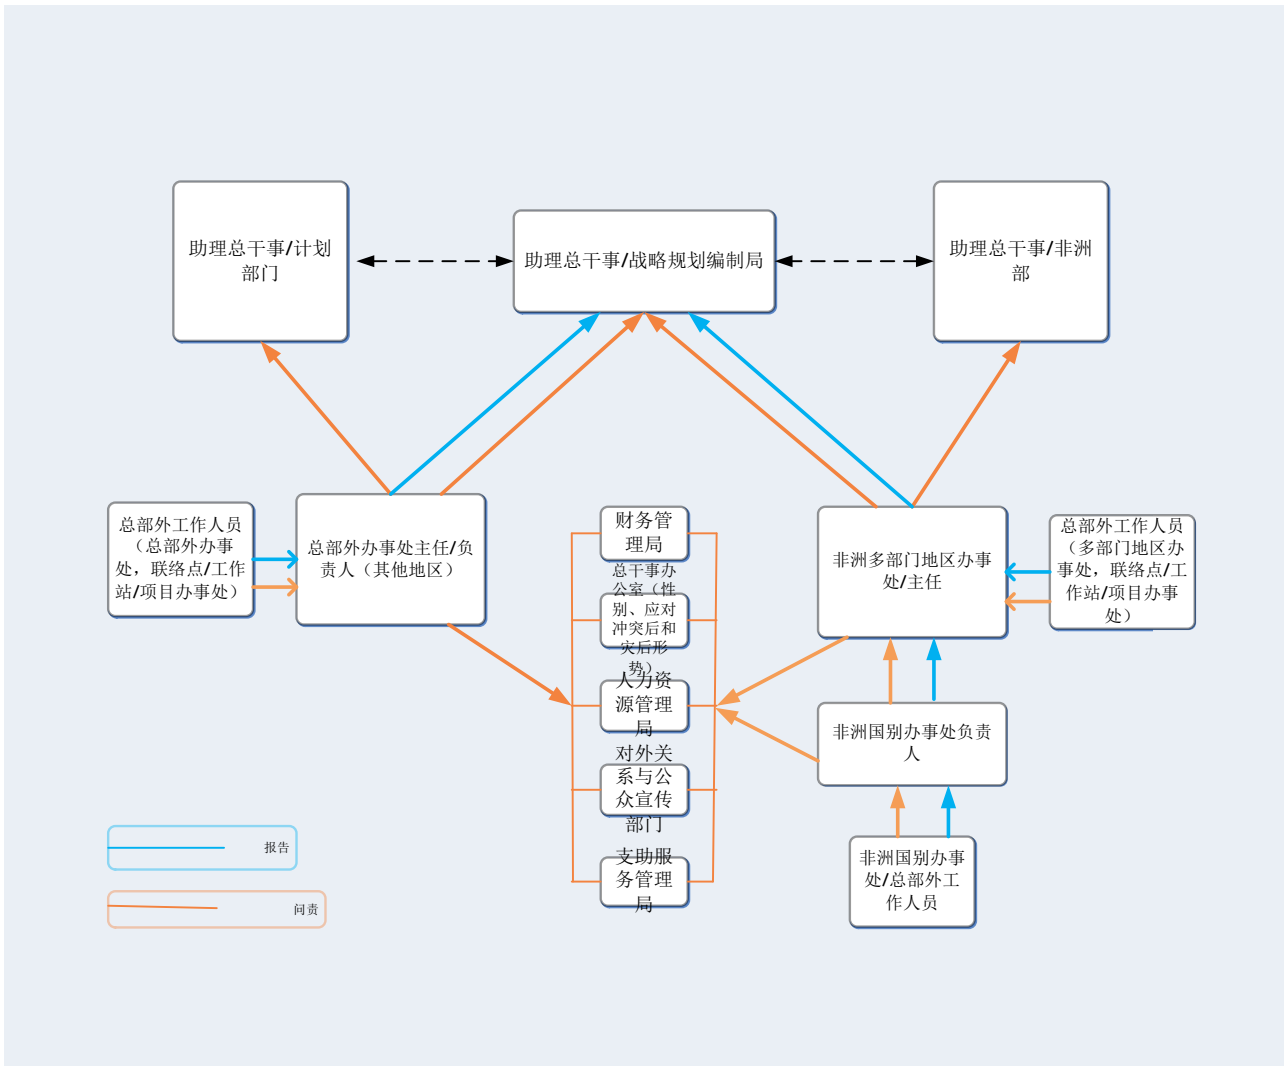 助理总干事/计划
部门
助理总干事/战略规划编制局
助理总干事/非洲
部
总部外工作人员
（总部外办事
处，联络点/工作
站/项目办事处）
总部外办事处主任/负
责人（其他地区）
财务管
理局
总干事办
公室（性
别、应对
冲突后和
灾后形
势）
人力资
源管理
局
对外关
系与公
众宣传
部门
支助服
务管理
局
非洲多部门地区办事
处/主任
总部外工作人员
（多部门地区办
事处，联络点/工
作站/项目办事
处）
非洲国别办事处负责
人
非洲国别办事
处/总部外工
作人员
报告
问责